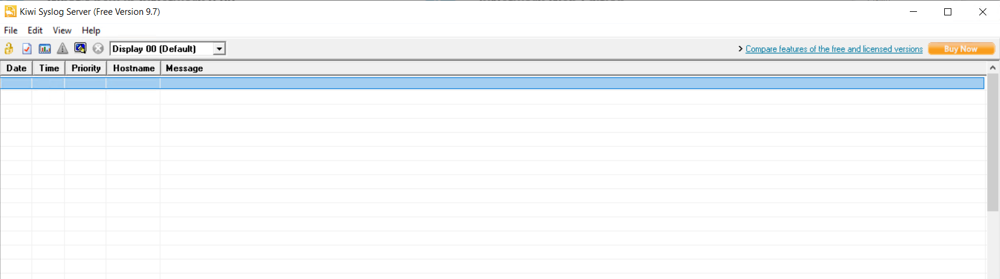 Kiwi Syslog Server (Free Version 9.7)
File Edit View Help
Display 00 (Default) > Compare features of the free and licensed versions Buy Now
Date Time Priority Hostname Message